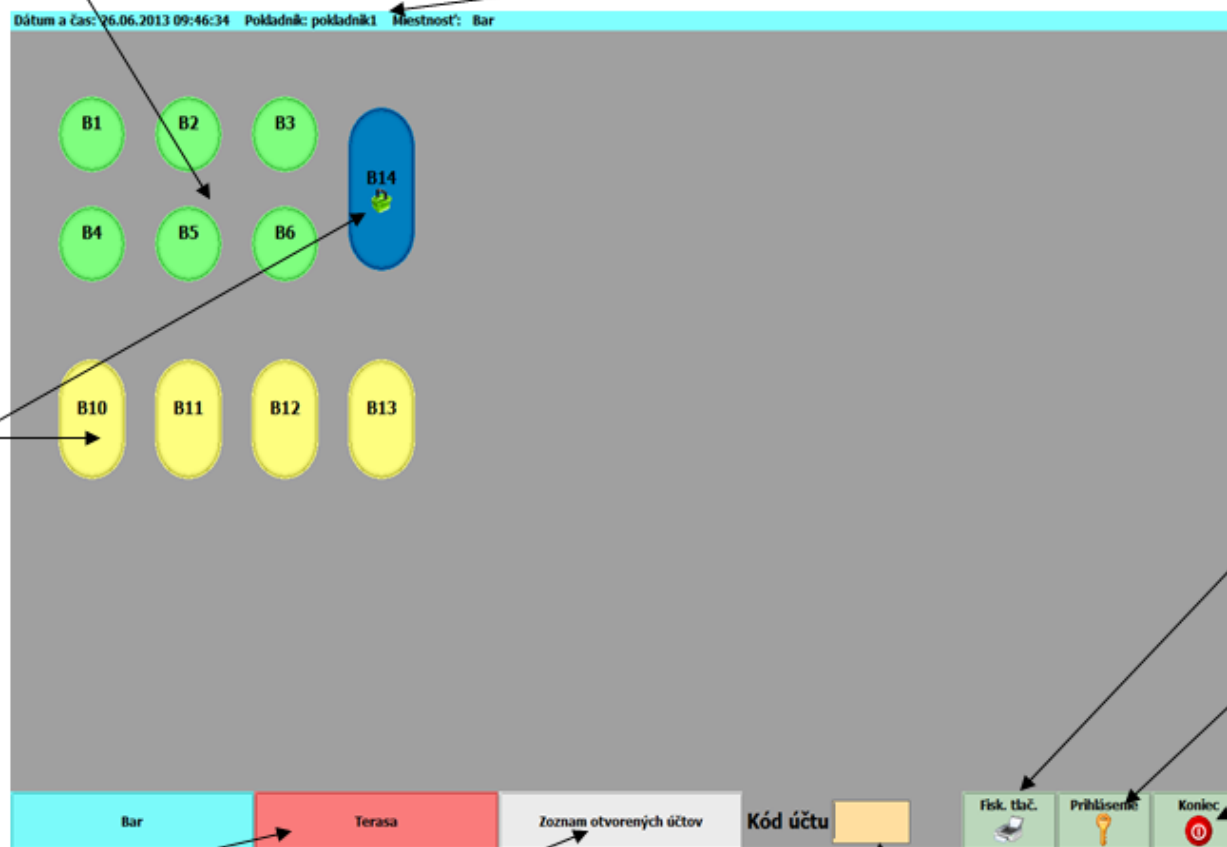 Dátum a čas: 26.06.2013 09:46:34 Pokladník: pokladnik1 Miestnosť: Bar
B1 B2 B3
B14
B4 B5 B6
B10 B11 B12 B13
Bar Terasa Zoznam otvorených účtov Kód účtu Fisk. tlač. Prihlásenie Koniec